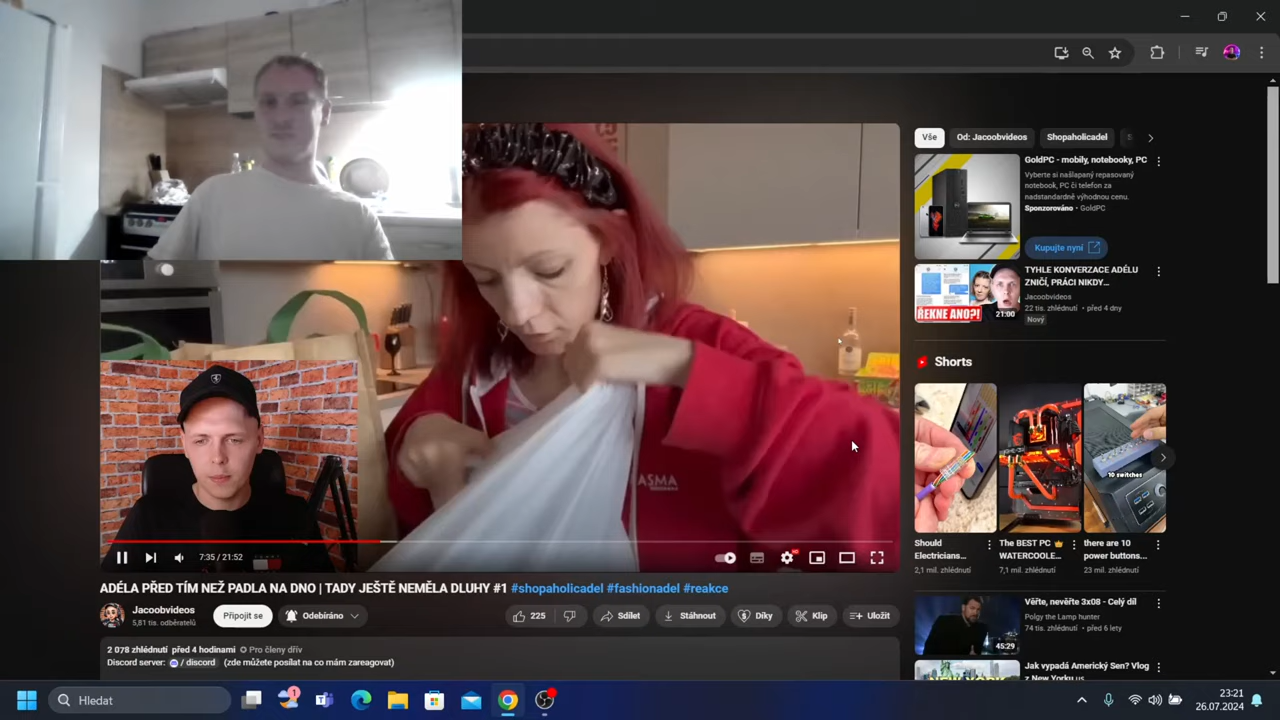 Vše
Od: Jacoobvideos
Shopaholicadel
GoldPC - mobily, notebooky, PC
Vyberte si našlapaný repasovaný
notebook, PC či telefon za
nadstandardně výhodnou cenu.
Sponzorováno • GoldPC
Kupujte nyní
TYHLE KONVERZACE ADÉLU
ZNIČÍ, PRÁCI NIKDY...
Jacoobvideos
22 tis. zhlédnutí • před 4 dny
Nový
ŘEKNE ANO?!
21:00
Shorts
10 switches
Should
Electricians...
2,1 mil. zhlédnutí
The BEST PC 👑
WATERCOOLE...
7,1 mil. zhlédnutí
there are 10
power buttons...
23 mil. zhlédnutí
Věřte, nevěřte 3x08 - Celý díl
Polgy the Lamp hunter
74 tis. zhlédnutí • před 6 lety
45:29
Jak vypadá Americký Sen? Vlog
z New Yorku us
NEW YORK
ASMA
7:35 / 21:52
HD
ADÉLA PŘED TÍM NEŽ PADLA NA DNO | TADY JEŠTĚ NEMĚLA DLUHY #1 #shopaholicadel #fashionadel #reakce
Jacoobvideos
5,81 tis. odběratelů
Připojit se
Odebíráno
225
Sdílet
Stáhnout
Díky
Klip
Uložit
2 078 zhlédnutí před 4 hodinami Pro členy dřív
Discord server: / discord (zde můžete posílat na co mám zareagovat)
Hledat
1
23:21
26.07.2024